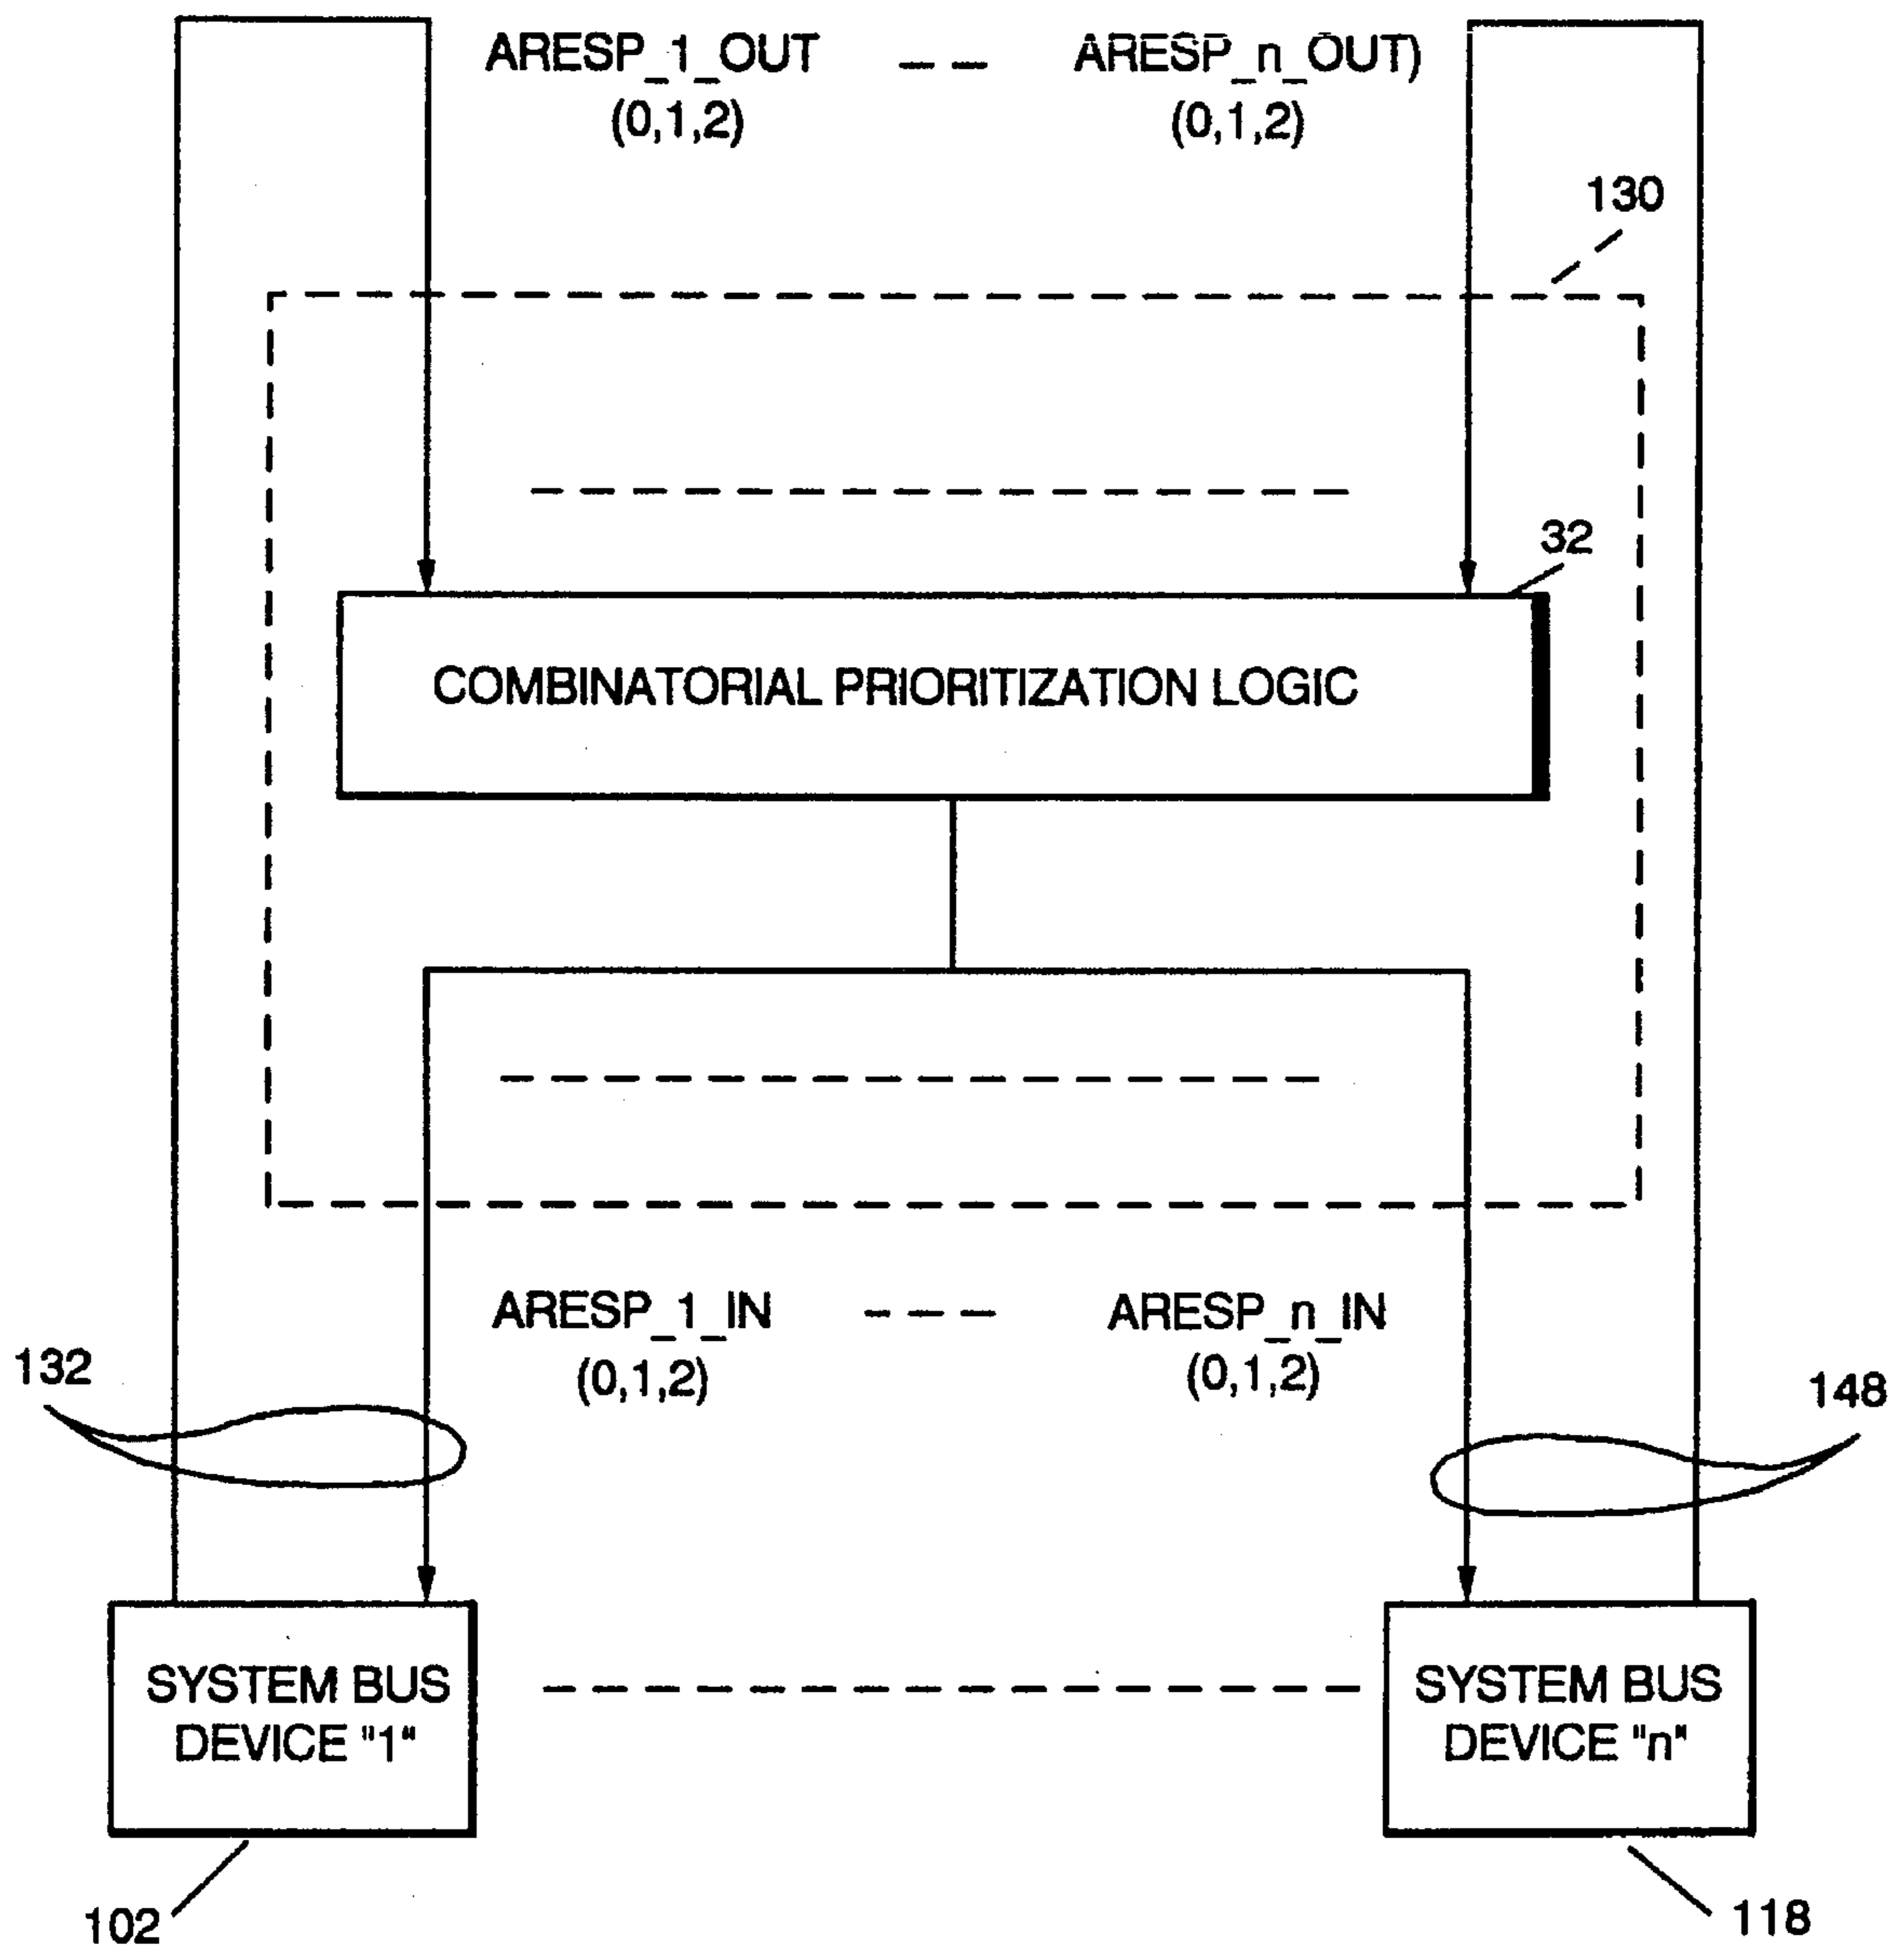 ARESP_1_OUT -- ARESP_n_OUT)
(0,1,2) (0,1,2)
130
32
COMBINATORIAL PRIORITIZATION LOGIC
ARESP_1_IN --- ARESP_n_IN
(0,1,2) (0,1,2)
132
148
SYSTEM BUS
DEVICE "1"
SYSTEM BUS
DEVICE "n"
102
118